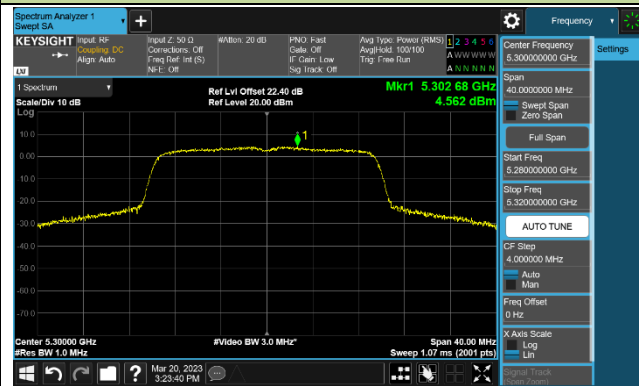 Spectrum Analyzer 1
Swept SA
Frequency
KEYSIGHT
Input: RF
Coupling: DC
Align: Auto
Input Z: 50 Ω
Corrections: Off
Freq Ref: Int (S)
NFE: Off
#Atten: 20 dB
PNO: Fast
Gate: Off
IF Gain: Low
Sig Track: Off
Avg Type: Power (RMS)
Avg|Hold: 100/100
Trig: Free Run
1 2 3 4 5 6
A W W W W W
A N N N N N
LXI
1 Spectrum
Scale/Div 10 dB
Log
Ref Lvl Offset 22.40 dB
Ref Level 20.00 dBm
Mkr1 5.302 68 GHz
4.562 dBm
1
10.0
0.00
-10.0
-20.0
-30.0
-40.0
-50.0
-60.0
-70.0
Center 5.30000 GHz
#Res BW 1.0 MHz
#Video BW 3.0 MHz*
Span 40.00 MHz
Sweep 1.07 ms (2001 pts)
Center Frequency
5.300000000 GHz
Settings
Span
40.0000000 MHz
Swept Span
Zero Span
Full Span
Start Freq
5.280000000 GHz
Stop Freq
5.320000000 GHz
AUTO TUNE
CF Step
4.000000 MHz
Auto
Man
Freq Offset
0 Hz
X Axis Scale
Log
Lin
Signal Track
(Span Zoom)
Mar 20, 2023
3:23:40 PM